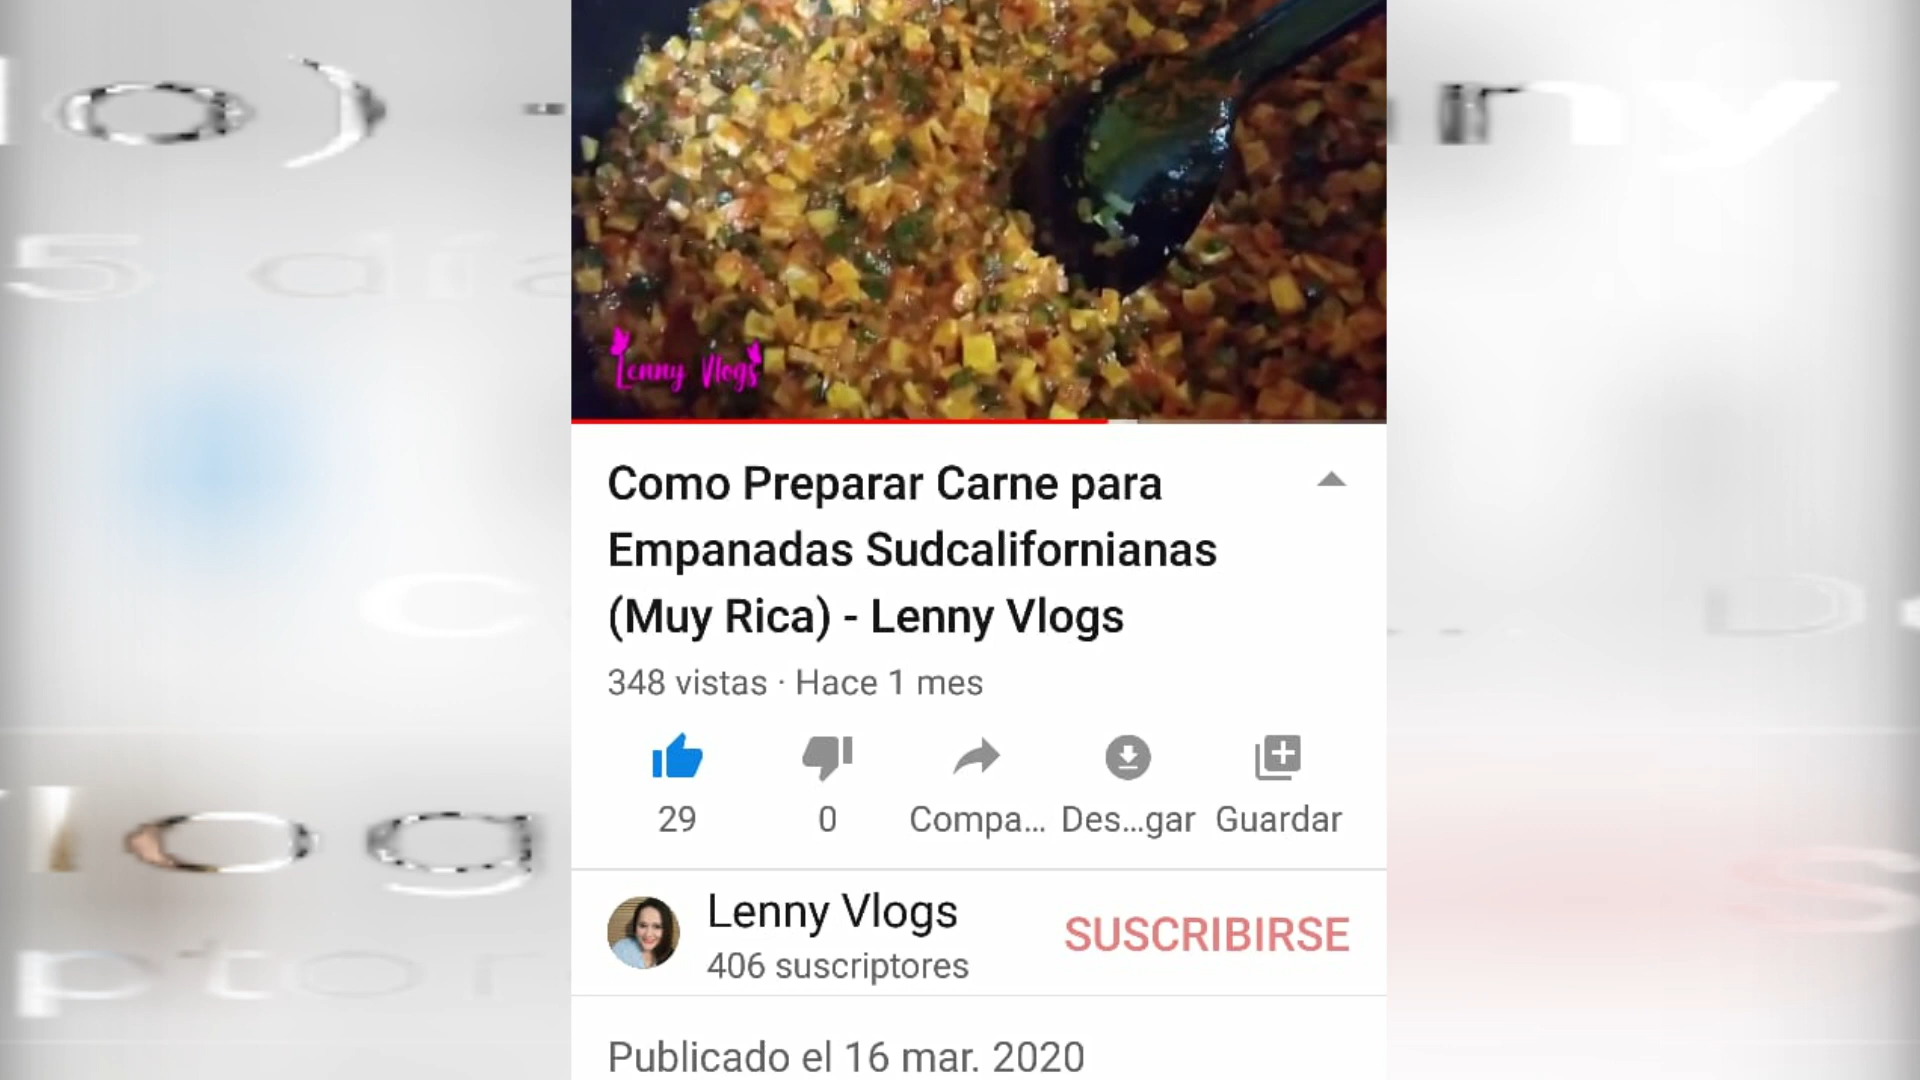 Lenny Vlogs
Como Preparar Carne para
Empanadas Sudcalifornianas
(Muy Rica) - Lenny Vlogs
348 vistas · Hace 1 mes
29
0
Compa...
Des...gar
Guardar
Lenny Vlogs
406 suscriptores
SUSCRIBIRSE
Publicado el 16 mar. 2020